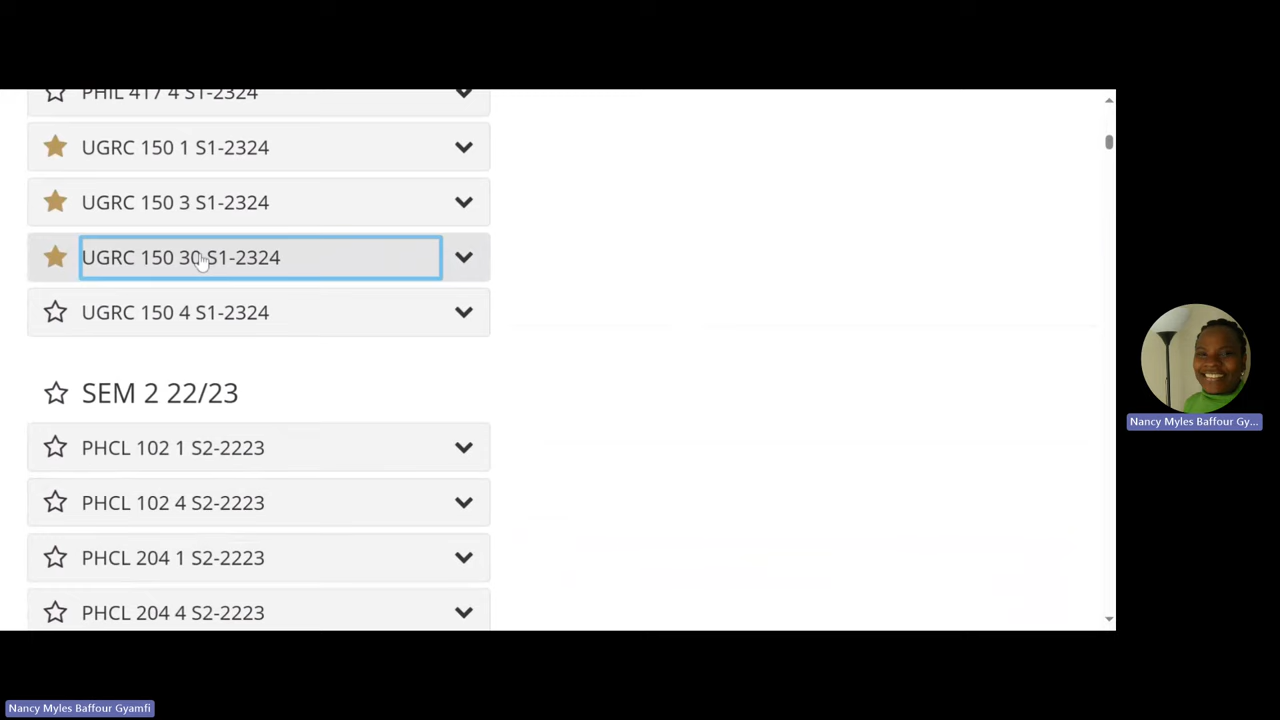 PHIL 417 4 S1-2324
UGRC 150 1 S1-2324
UGRC 150 3 S1-2324
UGRC 150 30 S1-2324
UGRC 150 4 S1-2324
SEM 2 22/23
PHCL 102 1 S2-2223
PHCL 102 4 S2-2223
PHCL 204 1 S2-2223
PHCL 204 4 S2-2223
Nancy Myles Baffour Gy...
Nancy Myles Baffour Gyamfi